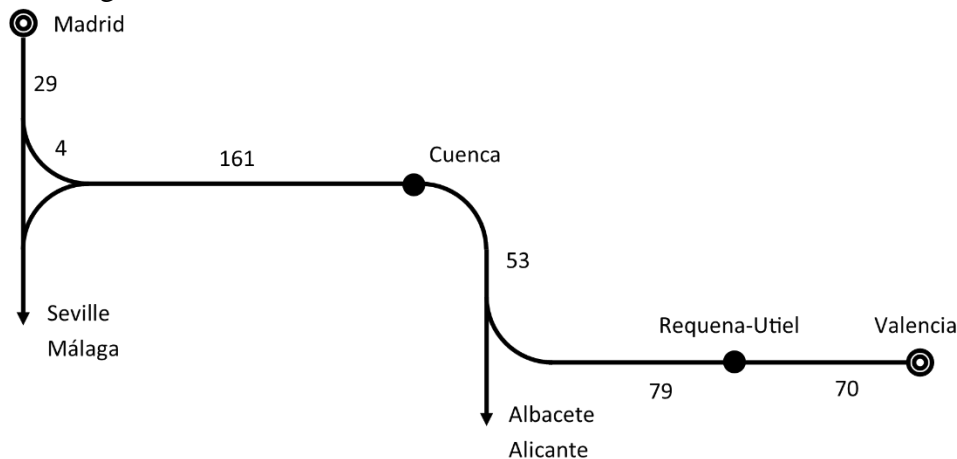 Madrid
29
4
161
Cuenca
53
Seville
Málaga
Requena-Utiel
Valencia
79
70
Albacete
Alicante